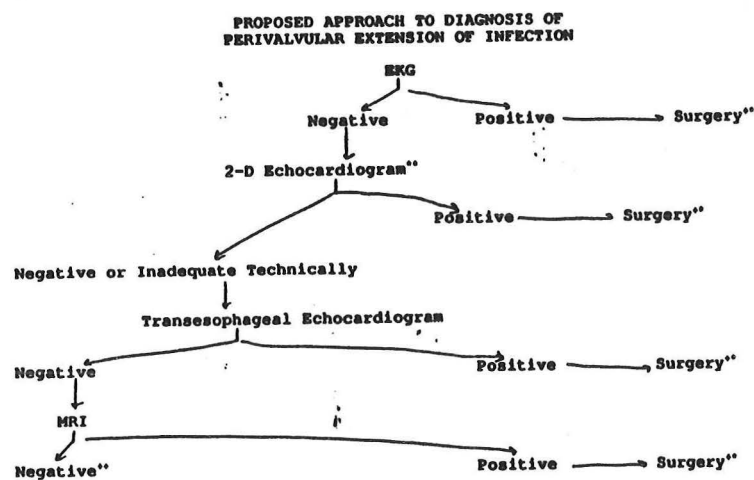 PROPOSED APPROACH TO DIAGNOSIS OF
PERIVALVULAR EXTENSION OF INFECTION
EKG
Negative Positive Surgery**
2-D Echocardiogram**
Positive Surgery**
Negative or Inadequate Technically
Transesophageal Echocardiogram
Negative Positive Surgery**
MRI
Negative** Positive Surgery**